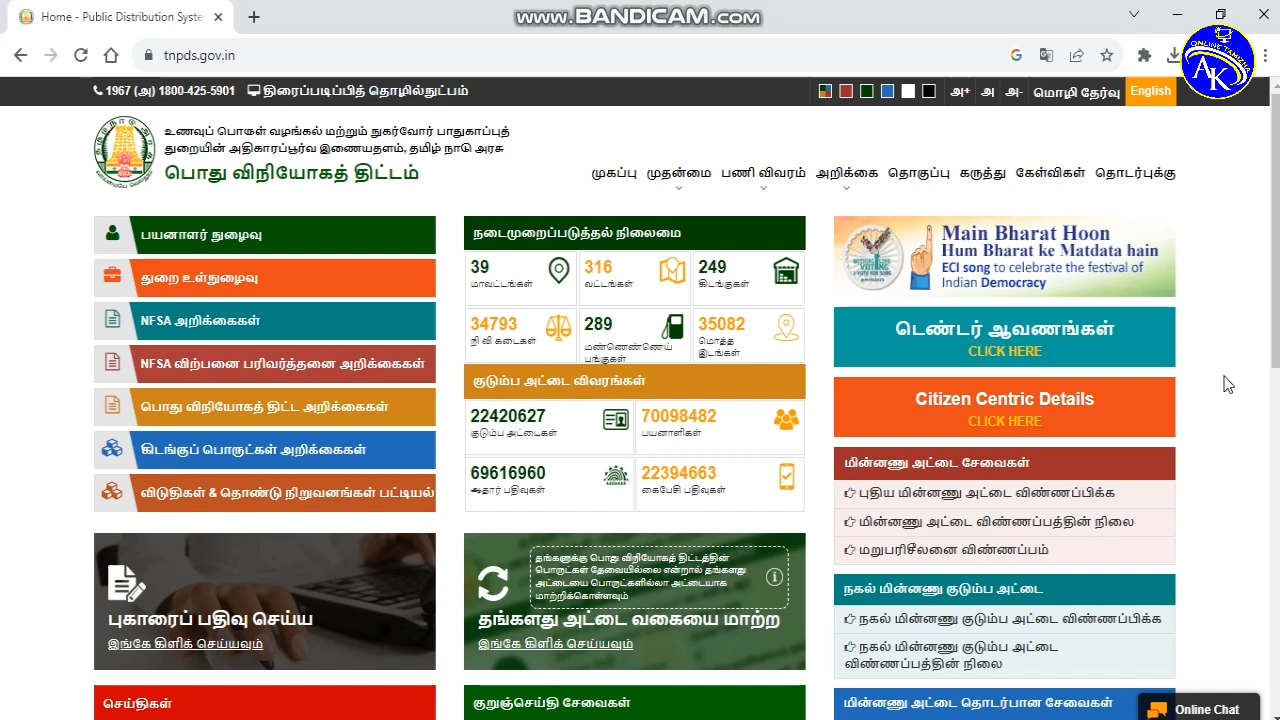 Home - Public Distribution Syste
www.BANDICAM.com
tnpds.gov.in
ONLINE TAMIZHA
AK
1967 (அ) 1800-425-5901 திரைப்படிப்பித் தொழில்நுட்பம்
அ+ அ அ- மொழி தேர்வு English
உணவுப் பொருள் வழங்கல் மற்றும் நுகர்வோர் பாதுகாப்புத்
துறையின் அதிகாரப்பூர்வ இணையதளம், தமிழ் நாடு அரசு
பொது விநியோகத் திட்டம்
முகப்பு முதன்மை பணி விவரம் அறிக்கை தொகுப்பு கருத்து கேள்விகள் தொடர்புக்கு
பயனாளர் நுழைவு
துறை உள்நுழைவு
NFSA அறிக்கைகள்
NFSA விற்பனை பரிவர்த்தனை அறிக்கைகள்
பொது விநியோகத் திட்ட அறிக்கைகள்
கிடங்குப் பொருட்கள் அறிக்கைகள்
விடுதிகள் & தொண்டு நிறுவனங்கள் பட்டியல்
நடைமுறைப்படுத்தல் நிலைமை
39 316 249
மாவட்டங்கள் வட்டங்கள் கிடங்குகள்
34793 289 35082
நி வி கடைகள் மண்ணெண்ணெய் பங்குகள் மொத்த இடங்கள்
குடும்ப அட்டை விவரங்கள்
22420627 70098482
குடும்ப அட்டைகள் பயனாளிகள்
69616960 22394663
ஆதார் பதிவுகள் AADHAAR கைபேசி பதிவுகள்
Main Bharat Hoon
Hum Bharat ke Matdata hain
ECI song to celebrate the festival of
Indian Democracy
டெண்டர் ஆவணங்கள்
CLICK HERE
Citizen Centric Details
CLICK HERE
மின்னணு அட்டை சேவைகள்
புதிய மின்னணு அட்டை விண்ணப்பிக்க
மின்னணு அட்டை விண்ணப்பத்தின் நிலை
மறுபரிசீலனை விண்ணப்பம்
நகல் மின்னணு குடும்ப அட்டை
நகல் மின்னணு குடும்ப அட்டை விண்ணப்பிக்க
நகல் மின்னணு குடும்ப அட்டை
விண்ணப்பத்தின் நிலை
மின்னணு அட்டை தொடர்பான சேவைகள்
புகாரைப் பதிவு செய்ய
இங்கே கிளிக் செய்யவும்
தங்களுக்கு பொது விநியோகத் திட்டத்தின்
பொருட்கள் தேவையில்லை என்றால் தங்களது
அட்டையை பொருட்களில்லா அட்டையாக
மாற்றிக்கொள்ளவும்
தங்களது அட்டை வகையை மாற்ற
இங்கே கிளிக் செய்யவும்
செய்திகள்
குறுஞ்செய்தி சேவைகள்
Online Chat